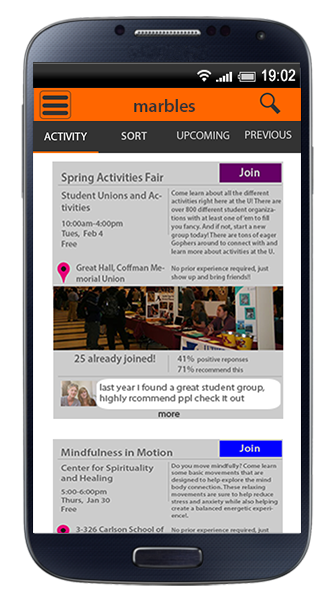 19:02
marbles
ACTIVITY SORT UPCOMING PREVIOUS
Spring Activities Fair
Join
Student Unions and Ac-
tivities
10:00am-4:00pm
Tues, Feb 4
Free
Come learn about all the different
activities right here at the U! There are
over 800 different student organiza-
tions with at least one of 'em to fill
you fancy. And if not, start a new
group today! There are tons of eager
Gophers around to connect with and
learn more about activities at the U.
Great Hall, Coffman Me-
morial Union
No prior experience required, just
show up and bring friends!!
25 already joined!
41% positive reponses
71% recommend this
last year I found a great student group,
highly rcommend ppl check it out
more
Mindfulness in Motion
Join
Center for Spirituality
and Healing
5:00-6:00pm
Thurs, Jan 30
Free
Do you move mindfully? Come learn
some basic movements that are
designed to help explore the mind
body connection. These relaxing
movements are sure to help reduce
stress and anxiety while also helping
create a balanced energetic experi-
ence!.
3-326 Carlson School of
No prior experience required, just